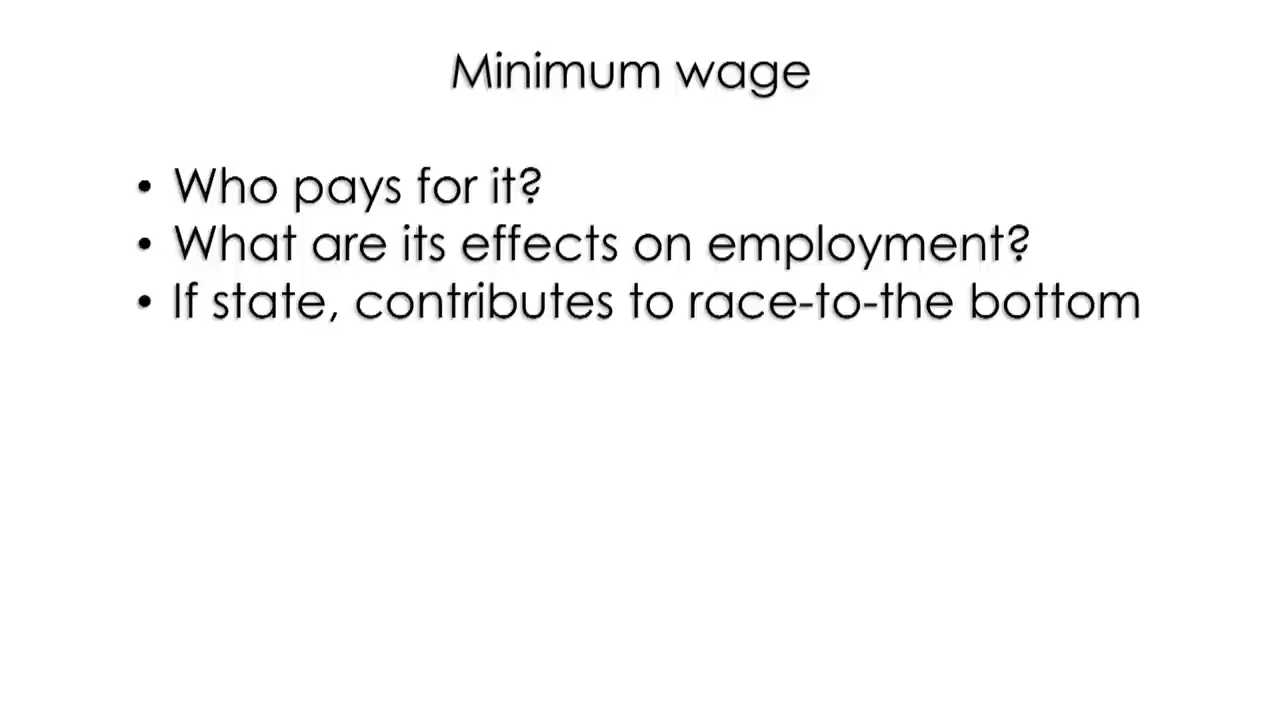 Minimum wage
• Who pays for it?
• What are its effects on employment?
• If state, contributes to race-to-the bottom